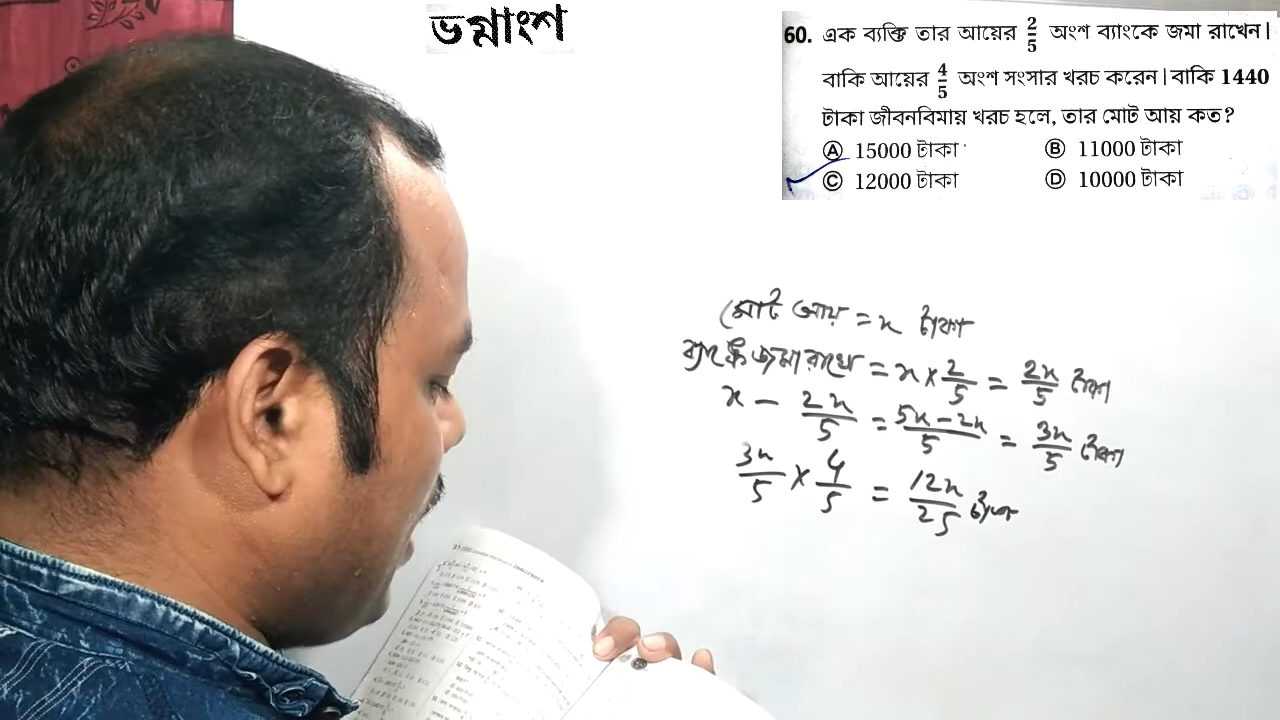 ভগ্নাংশ
60. এক ব্যক্তি তার আয়ের 2/5 অংশ ব্যাংকে জমা রাখেন।
বাকি আয়ের 4/5 অংশ সংসার খরচ করেন। বাকি 1440
টাকা জীবনবিমায় খরচ হলে, তার মোট আয় কত?
Ⓐ 15000 টাকা Ⓑ 11000 টাকা
Ⓒ 12000 টাকা Ⓓ 10000 টাকা
মোট আয় = x টাকা
জমা রাখে = x × 2/5 = 2x/5 টাকা
x - 2x/5 = 5x-2x/5 = 3x/5 টাকা
3x/5 × 4/5 = 12x/25 টাকা